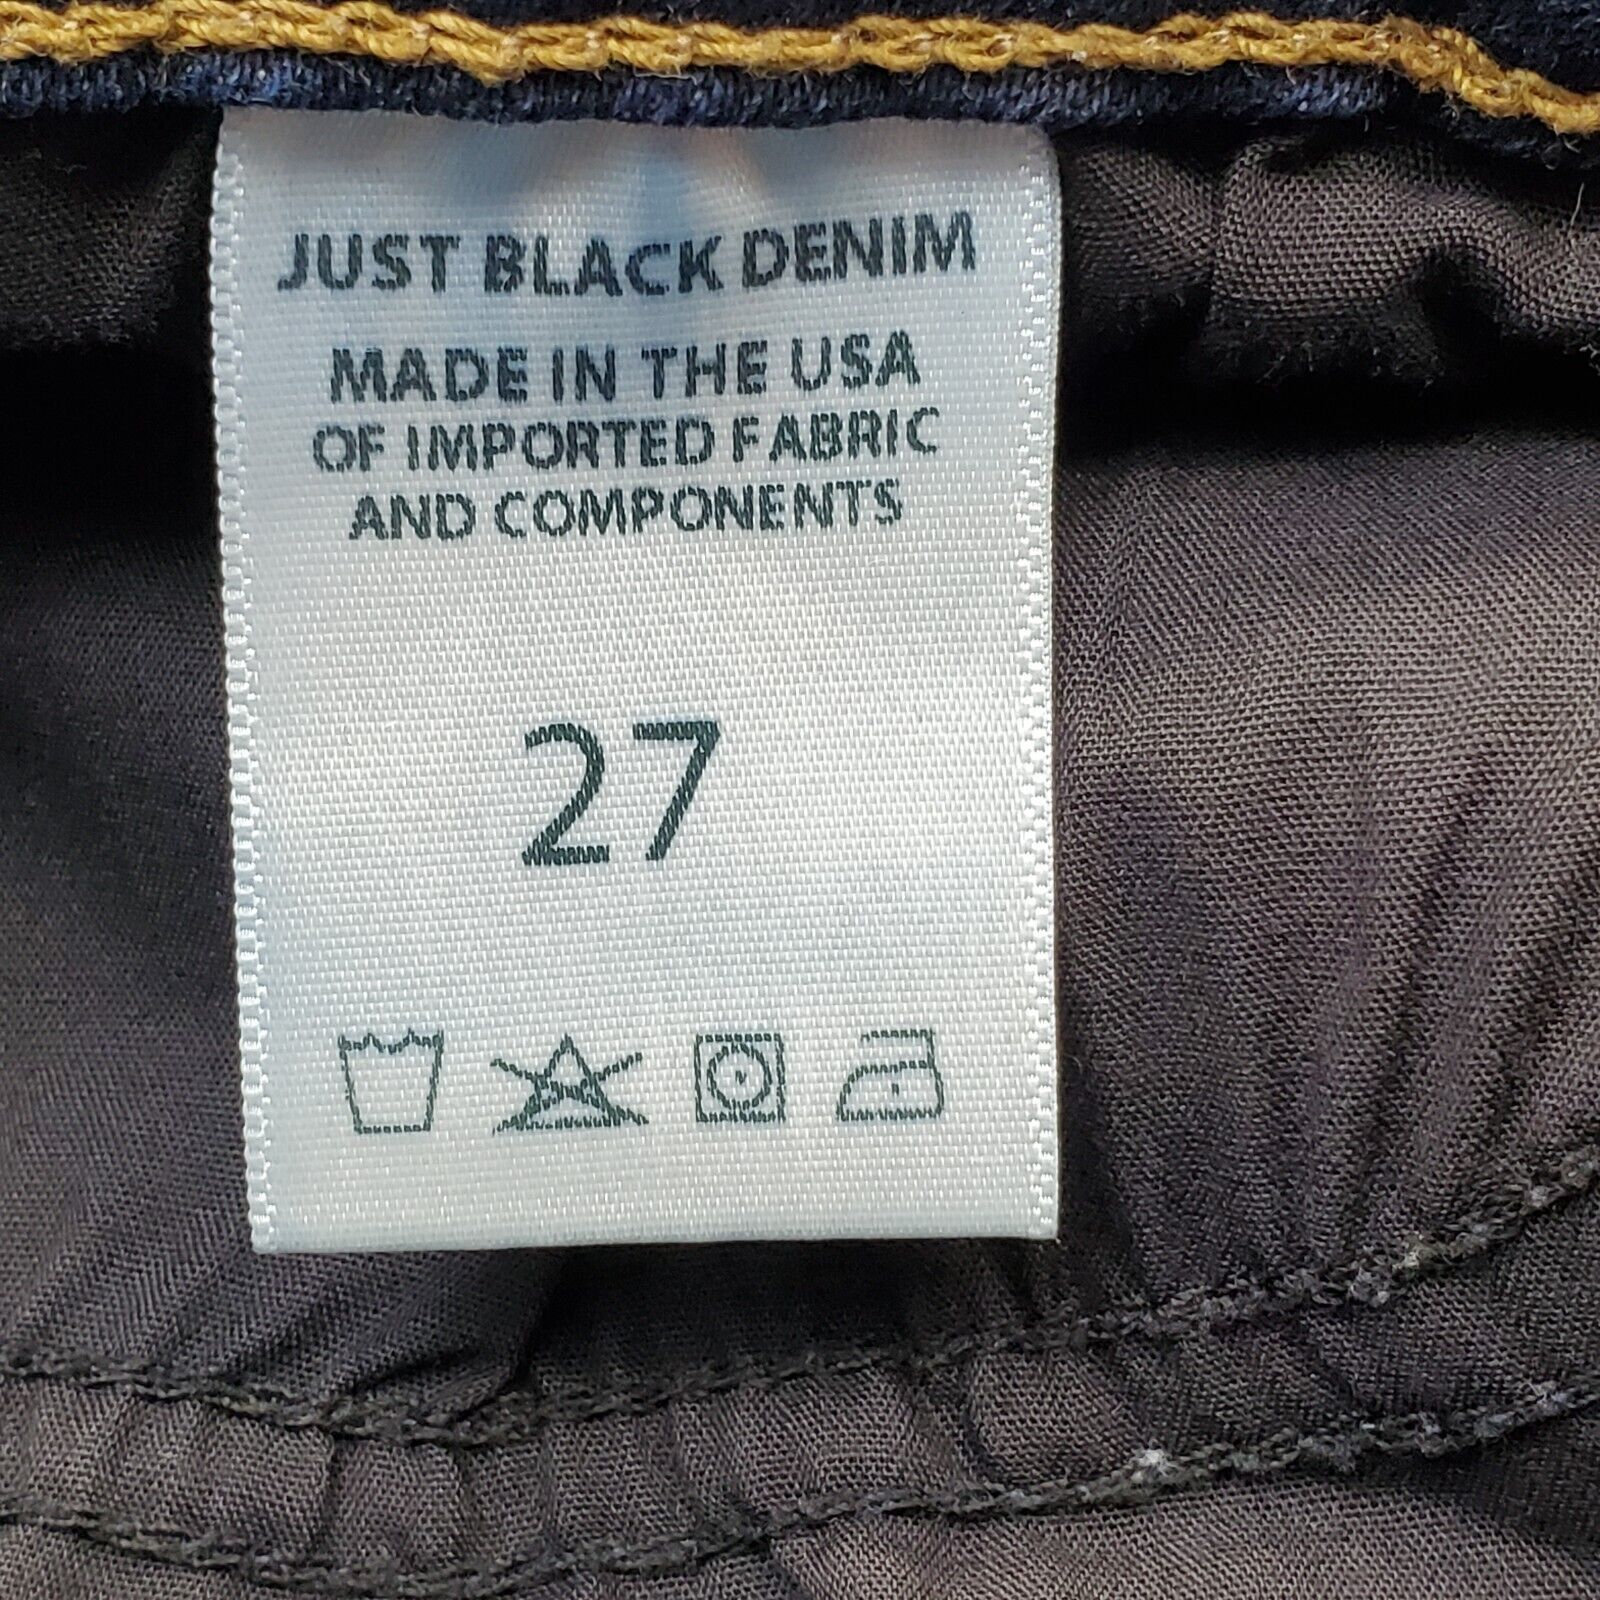 JUST BLACK DENIM
MADE IN THE USA
OF IMPORTED FABRIC
AND COMPONENTS
27